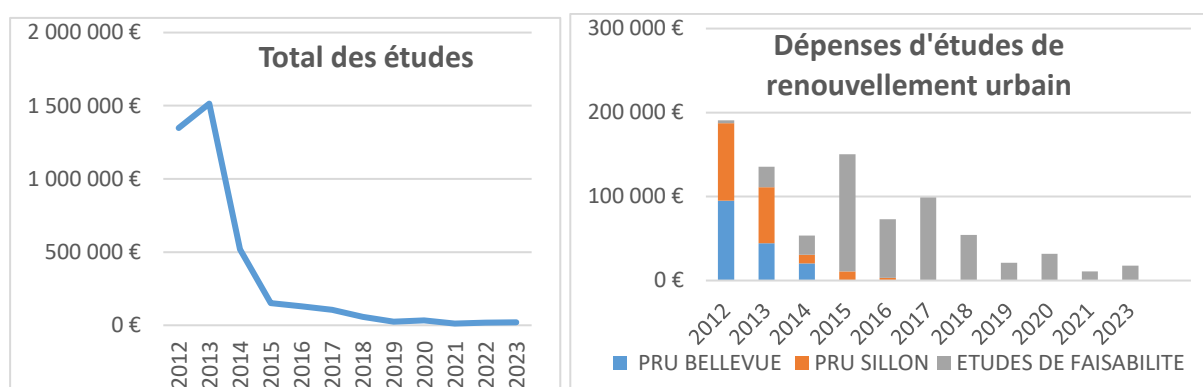 Total des études
2 000 000 €
1 500 000 €
1 000 000 €
500 000 €
0 €
2012
2013
2014
2015
2016
2017
2018
2019
2020
2021
2022
2023
Dépenses d'études de
renouvellement urbain
300 000 €
200 000 €
100 000 €
0 €
2012
2013
2014
2015
2016
2017
2018
2019
2020
2021
2023
PRU BELLEVUE PRU SILLON ETUDES DE FAISABILITE